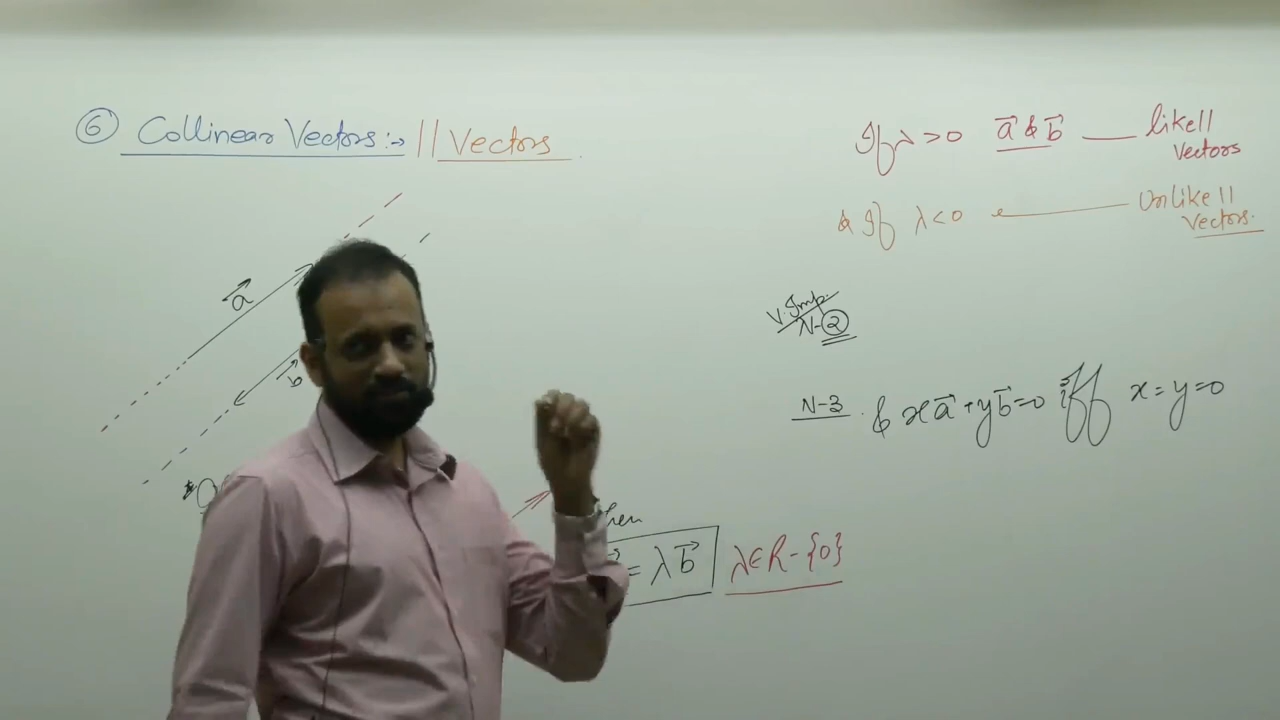 ⑥ Collinear Vectors:→ || Vectors
a⃗
b⃗
= λb⃗ λ∈R-{0}
If λ>0 a⃗ & b⃗ — like ||
Vectors
& If λ<0 — Unlike ||
Vectors.
V.Imp.
N-②
N-3 & xa⃗+yb⃗=0 iff x=y=0